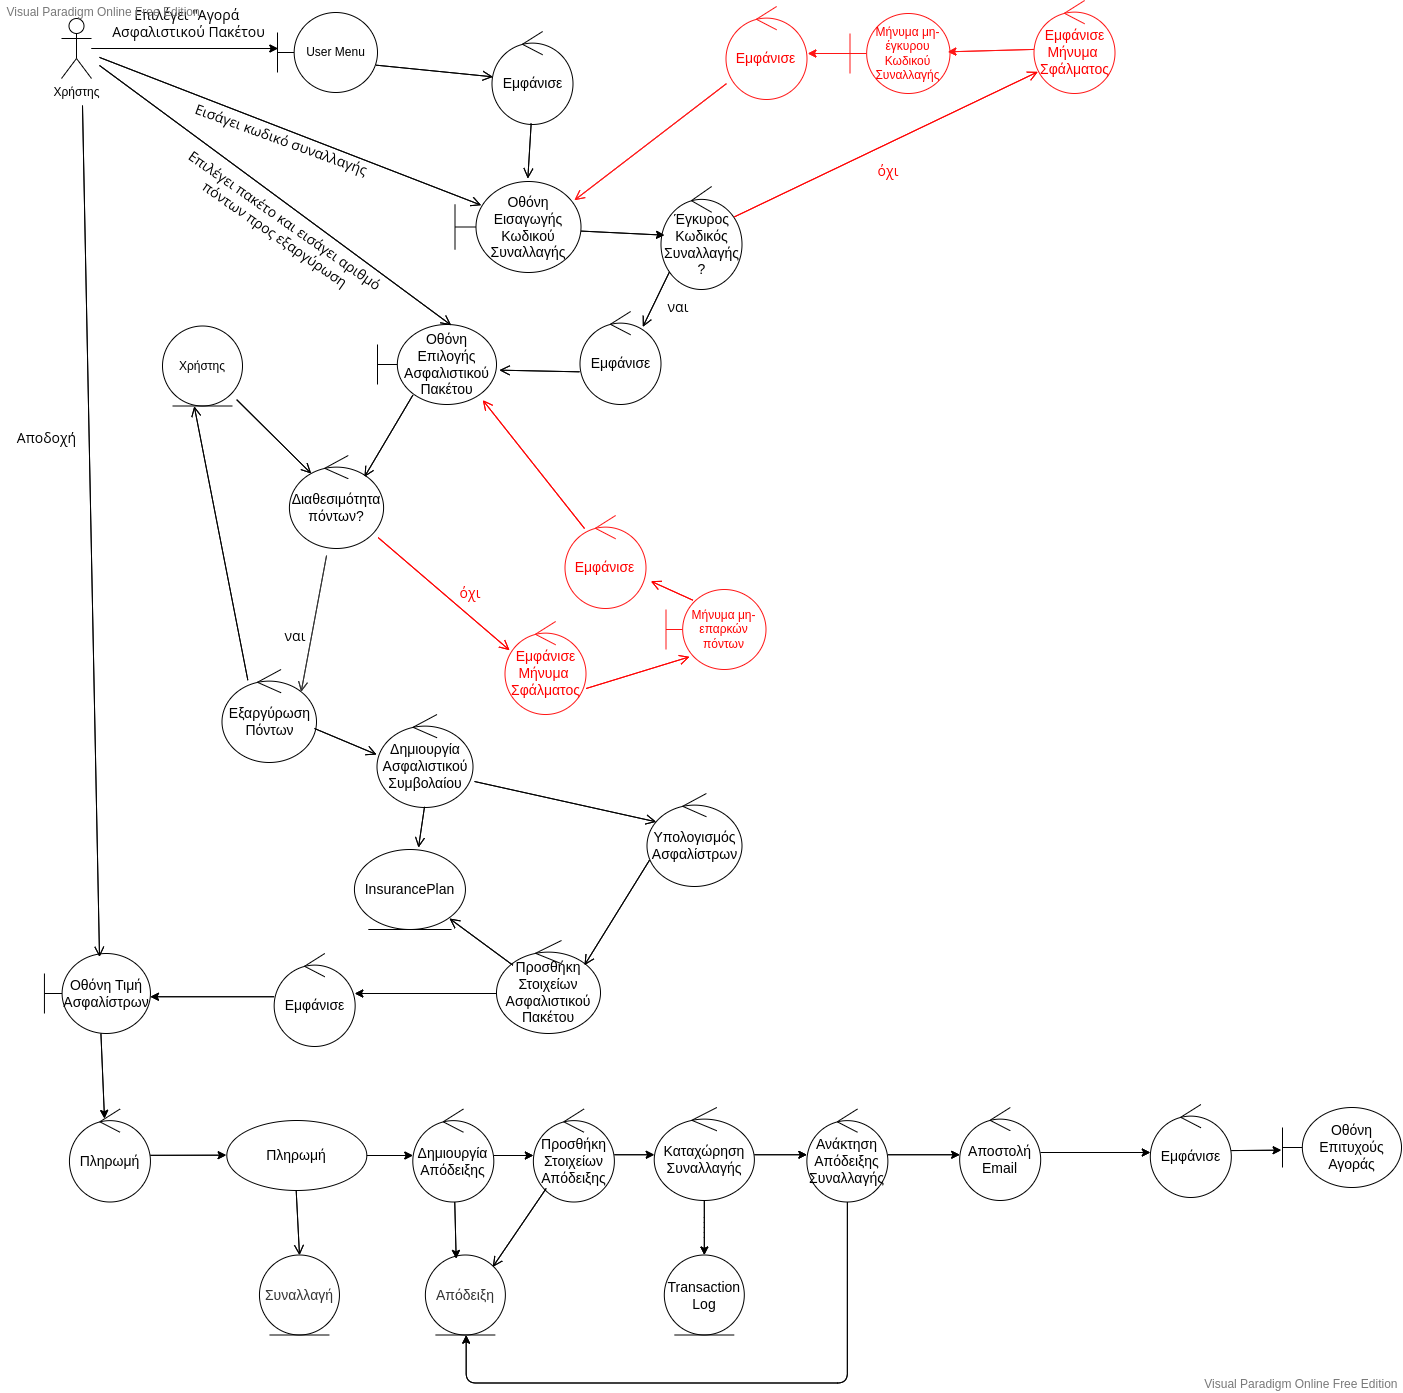 Visual Paradigm Online Free Edition
Επιλέγει "Αγορά
Ασφαλιστικού Πακέτου
Χρήστης
User Menu
Εμφάνισε
Εμφάνισε
Μήνυμα μη-
έγκυρου
Κωδικού
Συναλλαγής
Εμφάνισε
Μήνυμα
Σφάλματος
Εισάγει κωδικό συναλλαγής
Επιλέγει πακέτο και εισάγει αριθμό
πόντων προς εξαργύρωση
όχι
Οθόνη
Εισαγωγής
Κωδικού
Συναλλαγής
Έγκυρος
Κωδικός
Συναλλαγής
?
ναι
Χρήστης
Οθόνη
Επιλογής
Ασφαλιστικού
Πακέτου
Εμφάνισε
Αποδοχή
Διαθεσιμότητα
πόντων?
Εμφάνισε
όχι
ναι
Μήνυμα μη-
επαρκών
πόντων
Εμφάνισε
Μήνυμα
Σφάλματος
Εξαργύρωση
Πόντων
Δημιουργία
Ασφαλιστικού
Συμβολαίου
Υπολογισμός
Ασφαλίστρων
InsurancePlan
Οθόνη Τιμή
Ασφαλίστρων
Εμφάνισε
Προσθήκη
Στοιχείων
Ασφαλιστικού
Πακέτου
Πληρωμή
Πληρωμή
Δημιουργία
Απόδειξης
Προσθήκη
Στοιχείων
Απόδειξης
Καταχώρηση
Συναλλαγής
Ανάκτηση
Απόδειξης
Συναλλαγής
Αποστολή
Email
Εμφάνισε
Οθόνη
Επιτυχούς
Αγοράς
Συναλλαγή
Απόδειξη
Transaction
Log
Visual Paradigm Online Free Edition